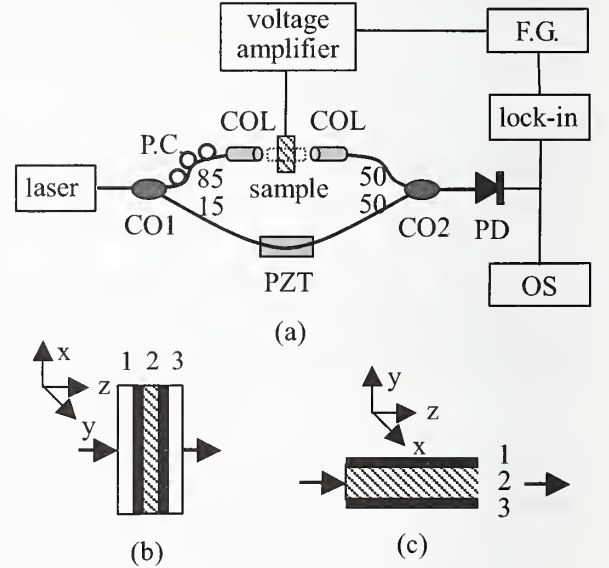 voltage
amplifier
F.G.
lock-in
P.C
COL
COL
laser
85
15
sample
50
50
CO1
CO2
PD
PZT
OS
(a)
x
1 2 3
z
y
(b)
y
z
x
1
2
3
(c)